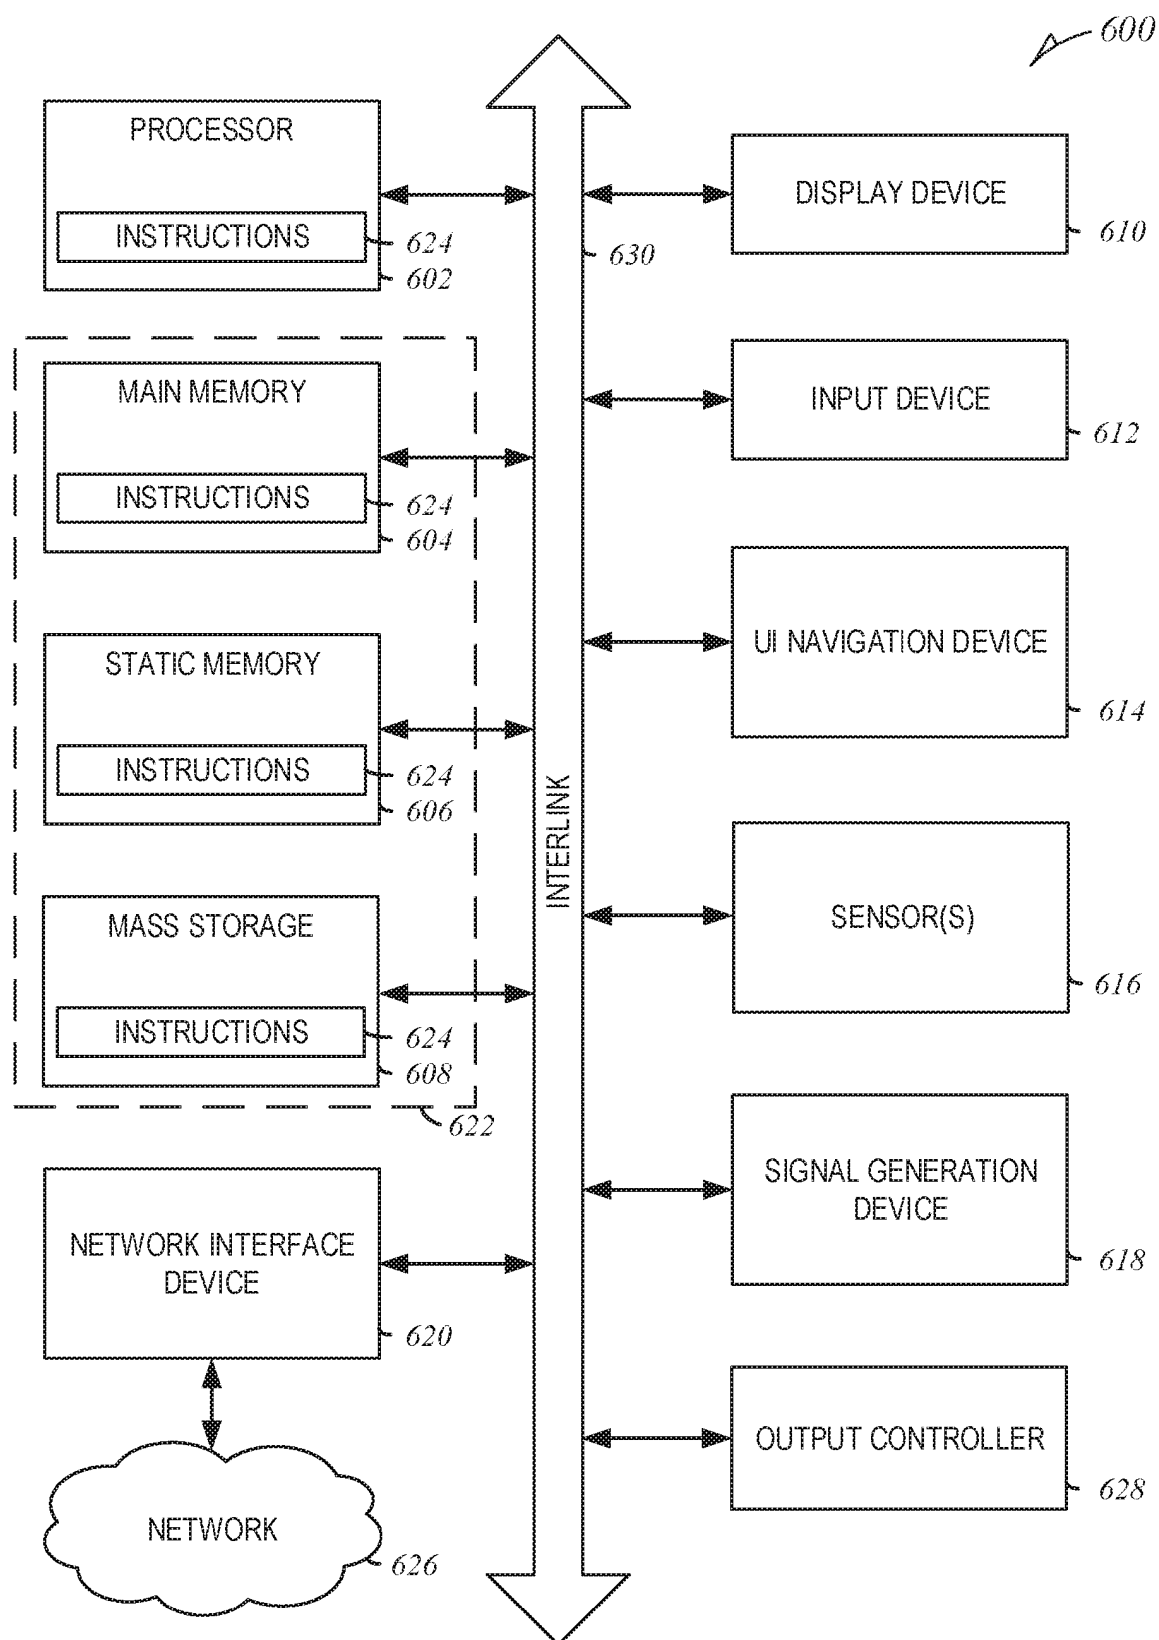 600
PROCESSOR
INSTRUCTIONS
624
602
MAIN MEMORY
INSTRUCTIONS
624
604
STATIC MEMORY
INSTRUCTIONS
624
606
MASS STORAGE
INSTRUCTIONS
624
608
622
NETWORK INTERFACE
DEVICE
620
NETWORK
626
INTERLINK
630
DISPLAY DEVICE
610
INPUT DEVICE
612
UI NAVIGATION DEVICE
614
SENSOR(S)
616
SIGNAL GENERATION
DEVICE
618
OUTPUT CONTROLLER
628